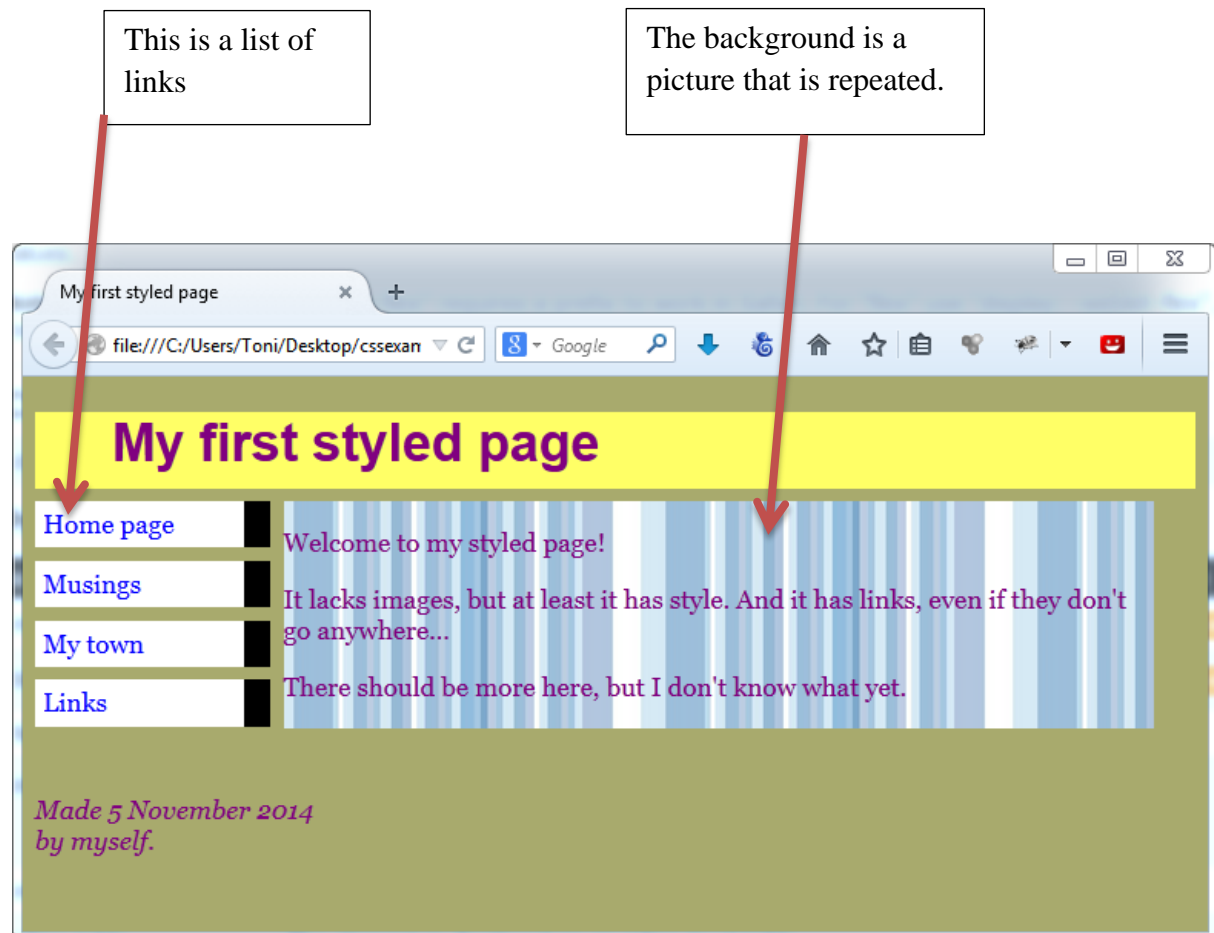 This is a list of
links
The background is a
picture that is repeated.
My first styled page
file:///C:/Users/Toni/Desktop/cssexan
8
Google
My first styled page
Home page
Musings
My town
Links
Welcome to my styled page!
It lacks images, but at least it has style. And it has links, even if they don't
go anywhere...
There should be more here, but I don't know what yet.
Made 5 November 2014
by myself.